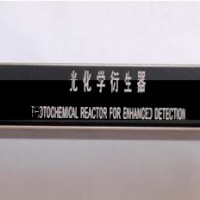 光化学衍生器
PHOTOCHEMICAL REACTOR FOR ENHANCED DETECTION